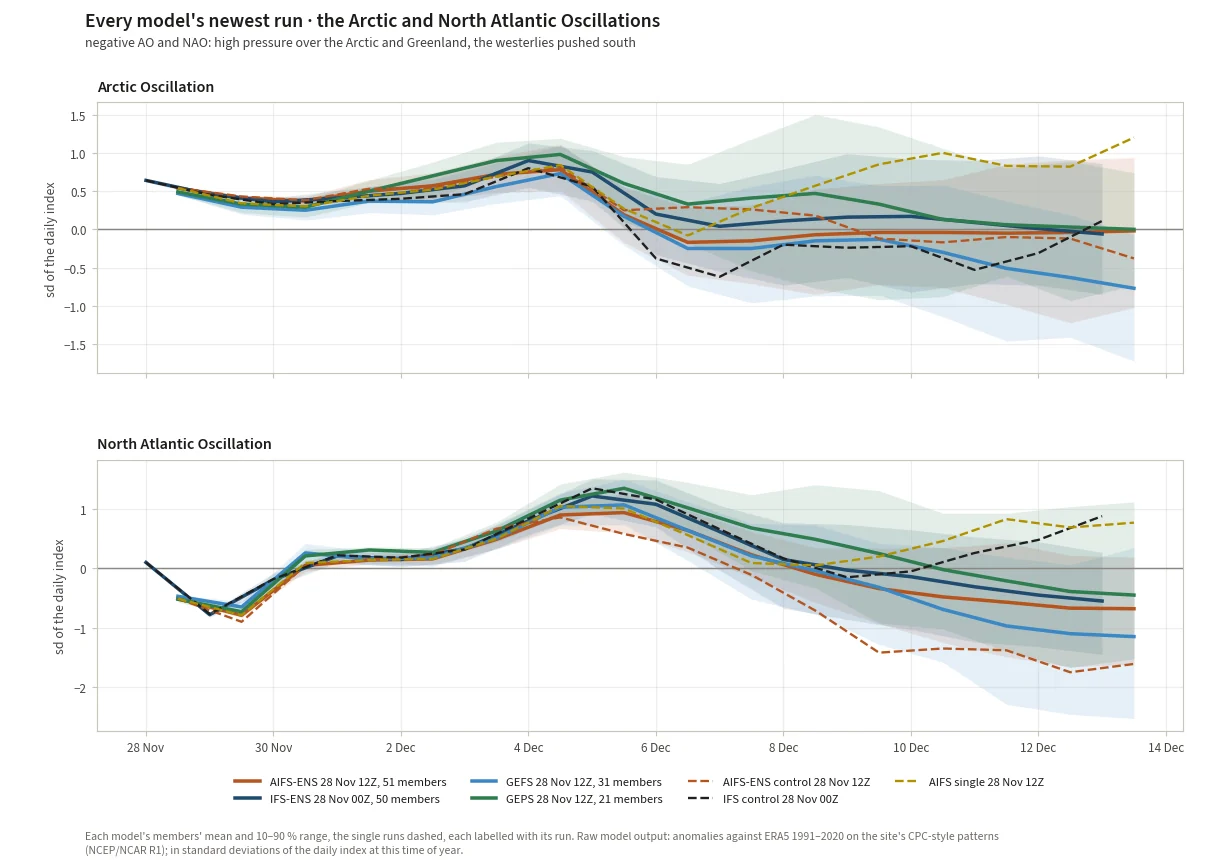 Every model's newest run · the Arctic and North Atlantic Oscillations
negative AO and NAO: high pressure over the Arctic and Greenland, the westerlies pushed south
Arctic Oscillation
sd of the daily index
1.5
1.0
0.5
0.0
−0.5
−1.0
−1.5
North Atlantic Oscillation
sd of the daily index
1
0
−1
−2
28 Nov 30 Nov 2 Dec 4 Dec 6 Dec 8 Dec 10 Dec 12 Dec 14 Dec
AIFS-ENS 28 Nov 12Z, 51 members GEFS 28 Nov 12Z, 31 members AIFS-ENS control 28 Nov 12Z AIFS single 28 Nov 12Z
IFS-ENS 28 Nov 00Z, 50 members GEPS 28 Nov 12Z, 21 members IFS control 28 Nov 00Z
Each model's members' mean and 10–90 % range, the single runs dashed, each labelled with its run. Raw model output: anomalies against ERA5 1991–2020 on the site's CPC-style patterns
(NCEP/NCAR R1); in standard deviations of the daily index at this time of year.